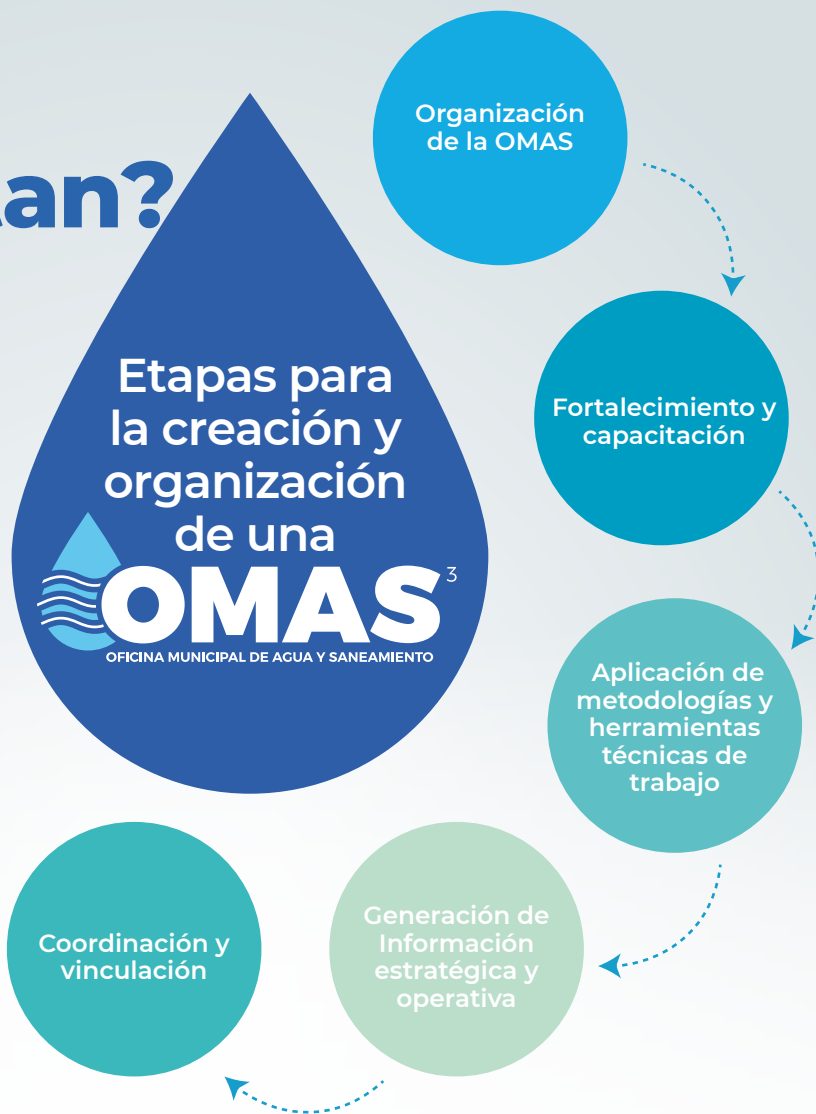 tan?
Etapas para
la creación y
organización
de una
OMAS 3
OFICINA MUNICIPAL DE AGUA Y SANEAMIENTO
Organización
de la OMAS
Fortalecimiento y
capacitación
Aplicación de
metodologías y
herramientas
técnicas de
trabajo
Generación de
Información
estratégica y
operativa
Coordinación y
vinculación